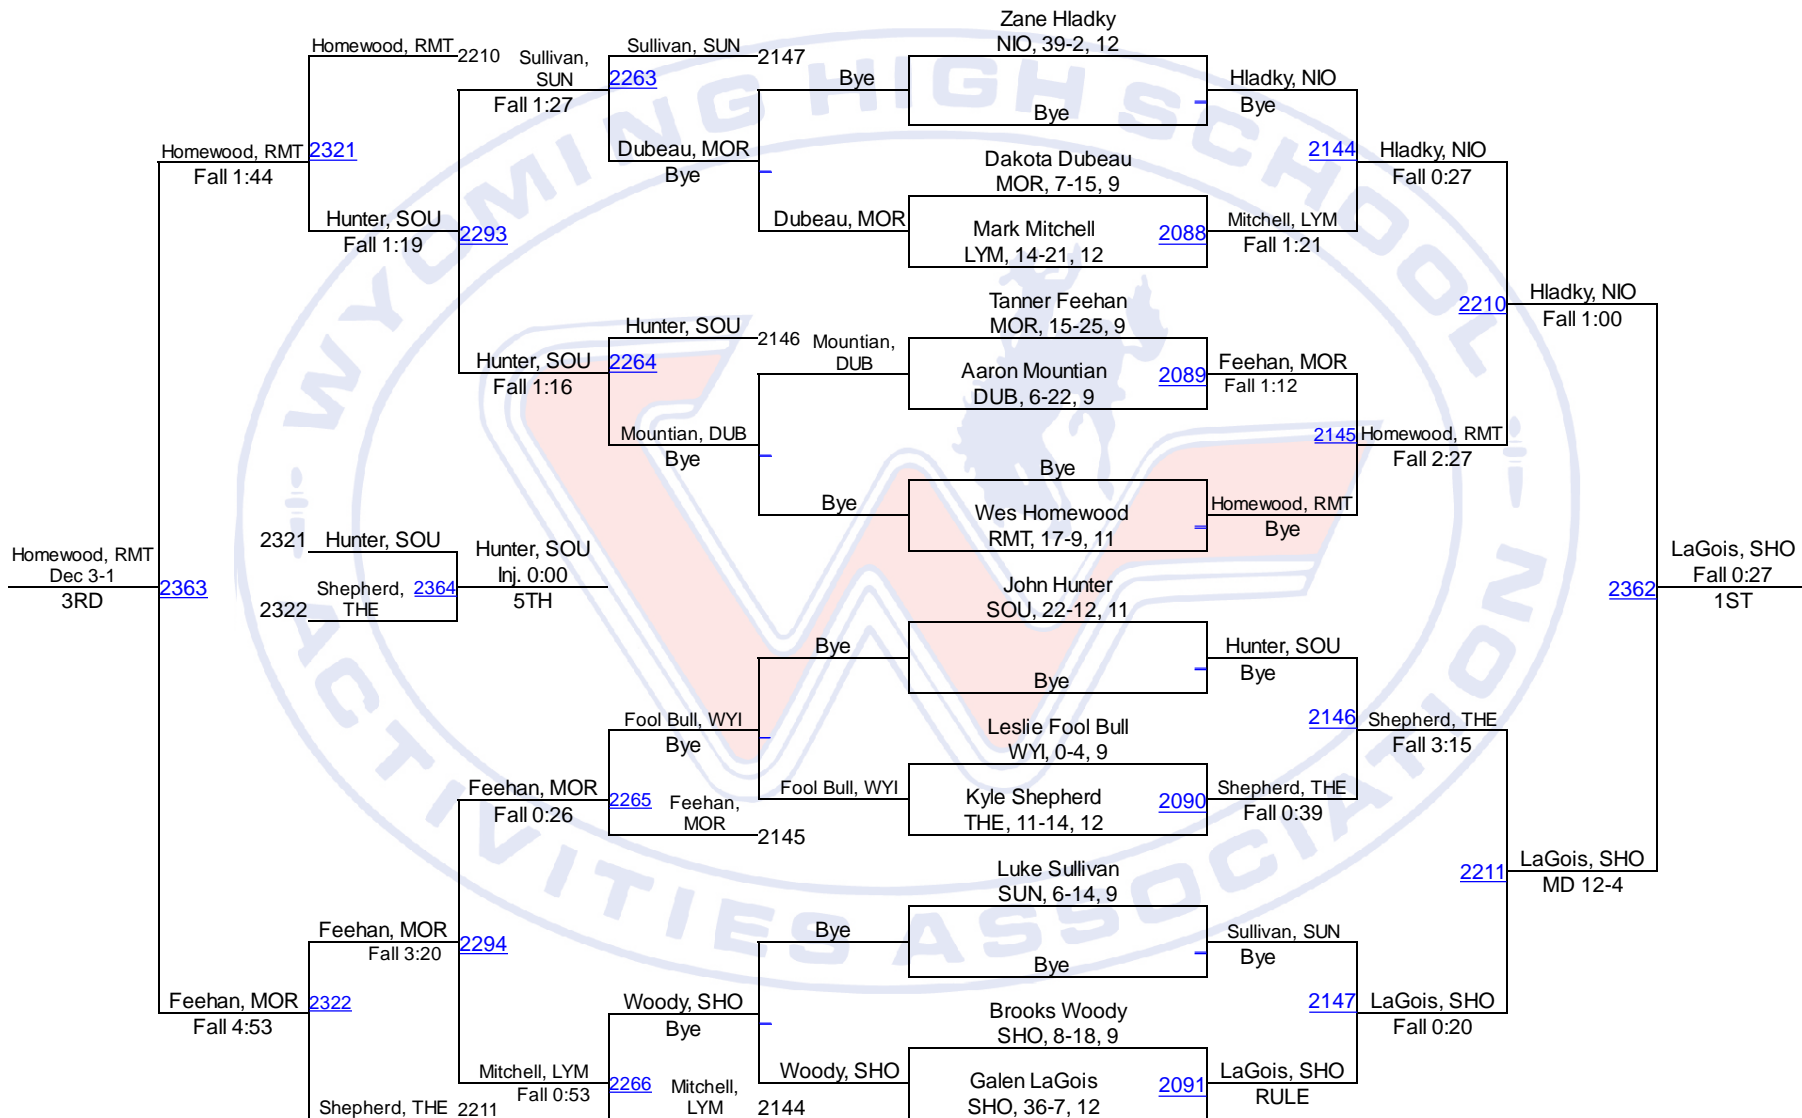 WYOMING HIGH SCHOOL
ACTIVITIES ASSOCIATION
Homewood, RMT
2210
Sullivan,
SUN
Fall 1:27
Sullivan, SUN
2147
2263
Dubeau, MOR
Bye
Homewood, RMT
Fall 1:44
2321
Hunter, SOU
Fall 1:19
2293
Hunter, SOU
2146
Hunter, SOU
Fall 1:16
2264
Mountian, DUB
Bye
Bye
Dubeau, MOR
Mountian,
DUB
Bye
Zane Hladky
NIO, 39-2, 12
Bye
Hladky, NIO
Bye
Dakota Dubeau
MOR, 7-15, 9
Mark Mitchell
LYM, 14-21, 12
2088
Mitchell, LYM
Fall 1:21
2144
Hladky, NIO
Fall 0:27
Tanner Feehan
MOR, 15-25, 9
Aaron Mountian
DUB, 6-22, 9
2089
Feehan, MOR
Fall 1:12
Bye
Wes Homewood
RMT, 17-9, 11
Homewood, RMT
Bye
2145
Homewood, RMT
Fall 2:27
2210
Hladky, NIO
Fall 1:00
Homewood, RMT
Dec 3-1
3RD
2363
2321
Hunter, SOU
2322
Shepherd,
THE
2364
Hunter, SOU
Inj. 0:00
5TH
2362
LaGois, SHO
Fall 0:27
1ST
John Hunter
SOU, 22-12, 11
Bye
Hunter, SOU
Bye
Leslie Fool Bull
WYI, 0-4, 9
Kyle Shepherd
THE, 11-14, 12
2090
Shepherd, THE
Fall 0:39
2146
Shepherd, THE
Fall 3:15
Bye
Fool Bull, WYI
Bye
Fool Bull, WYI
Feehan, MOR
Fall 0:26
2265
Feehan,
MOR
2145
Luke Sullivan
SUN, 6-14, 9
Bye
Sullivan, SUN
Bye
Brooks Woody
SHO, 8-18, 9
Galen LaGois
SHO, 36-7, 12
2091
LaGois, SHO
RULE
2147
LaGois, SHO
Fall 0:20
2211
LaGois, SHO
MD 12-4
Bye
Woody, SHO
Bye
Woody, SHO
Feehan, MOR
Fall 3:20
2294
Feehan, MOR
Fall 4:53
2322
Mitchell, LYM
Fall 0:53
2266
Mitchell,
LYM
2144
Shepherd, THE
2211